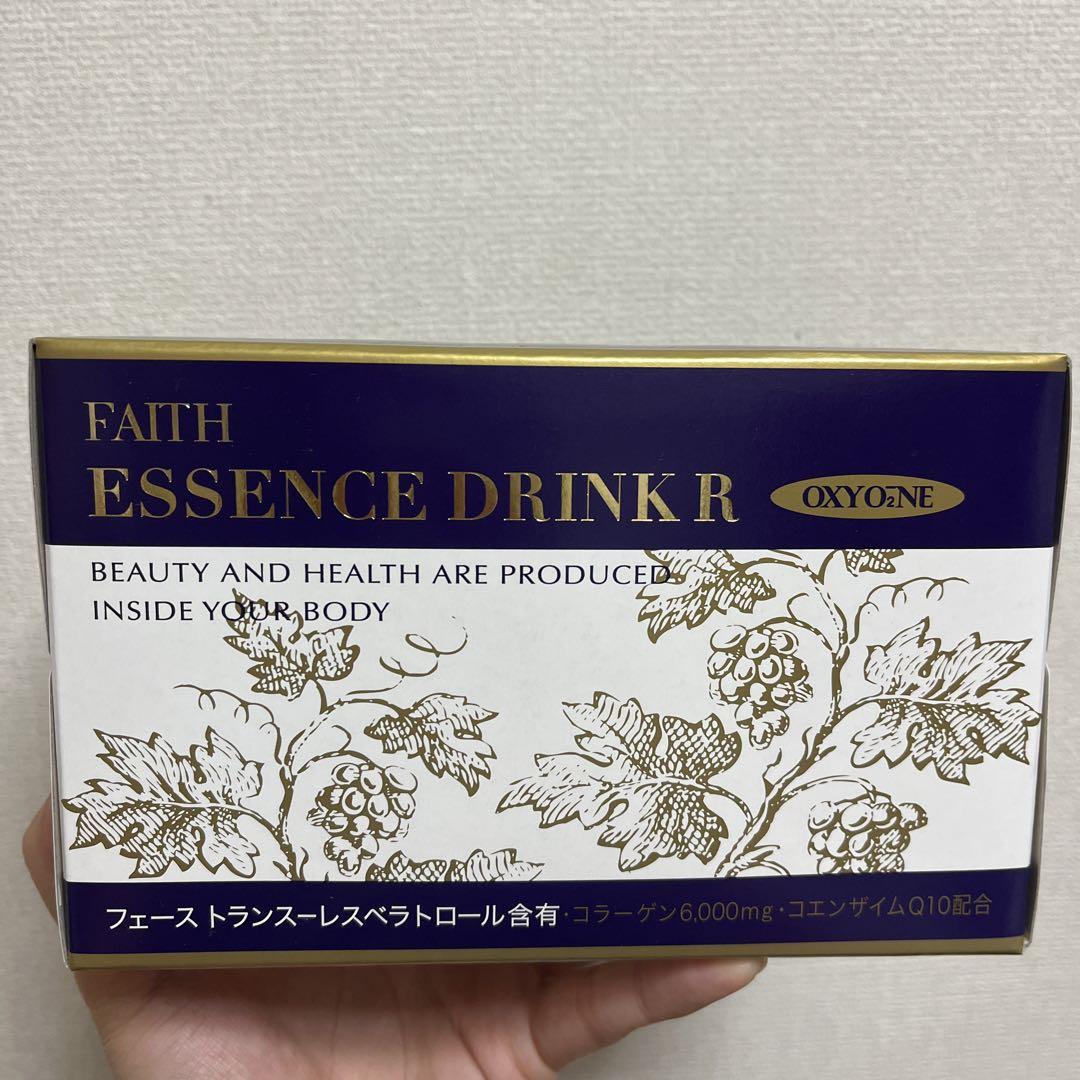 FAITH
ESSENCE DRINK R
OXYO2NE
BEAUTY AND HEALTH ARE PRODUCED
INSIDE YOUR BODY
フェース トランスーレスベラトロール含有・コラーゲン6,000mg・コエンザイムQ10配合